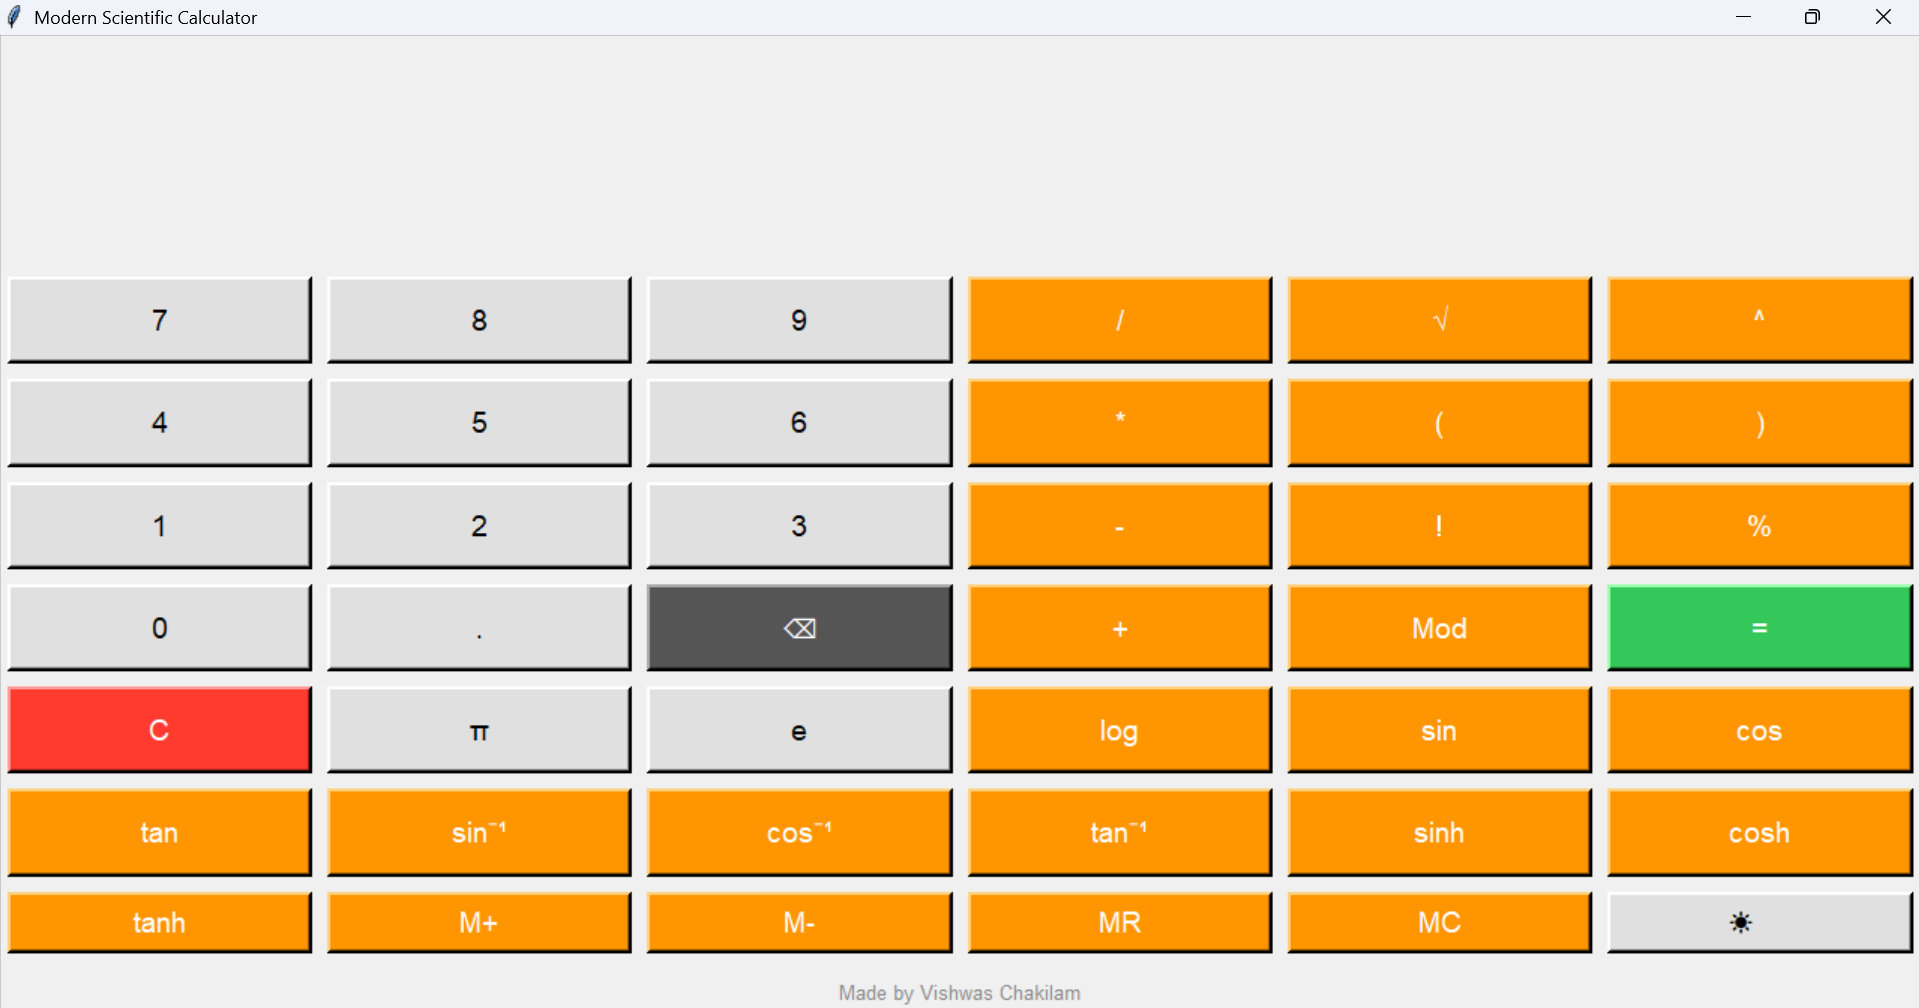 Modern Scientific Calculator
7 8 9 / √ ^
4 5 6 * ( )
1 2 3 - ! %
0 . ⌫ + Mod =
C π e log sin cos
tan sin⁻¹ cos⁻¹ tan⁻¹ sinh cosh
tanh M+ M- MR MC ☀
Made by Vishwas Chakilam